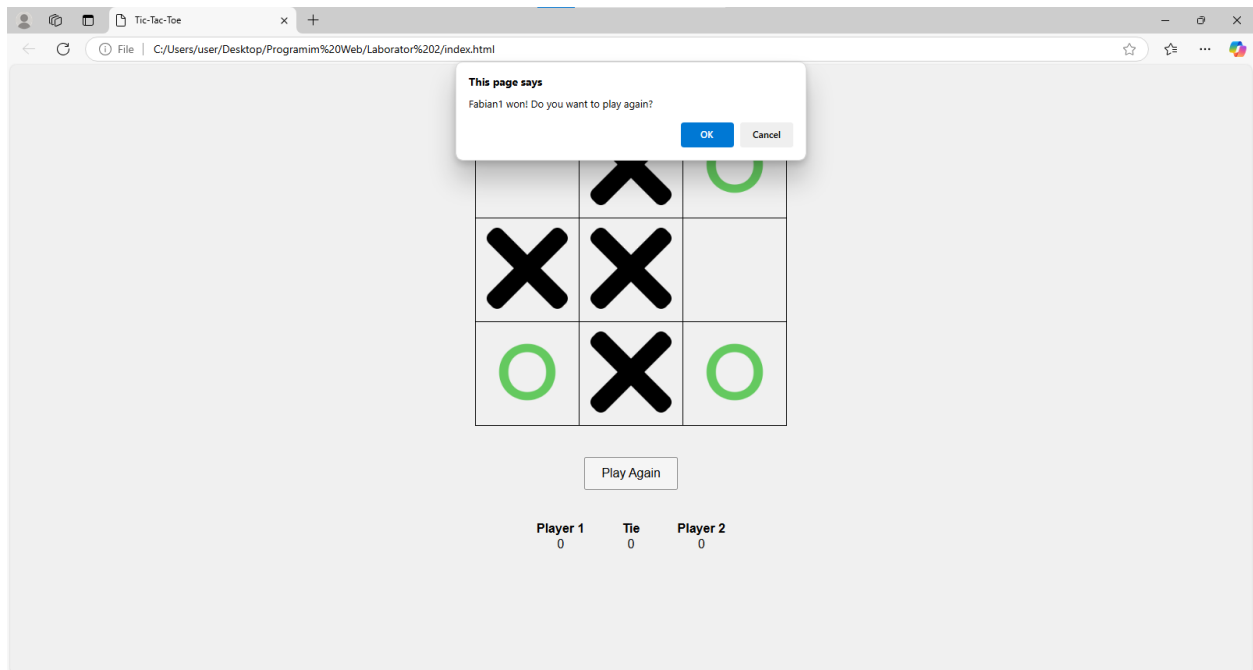 Tic-Tac-Toe
File
C:/Users/user/Desktop/Programim%20Web/Laborator%202/index.html
This page says
Fabian1 won! Do you want to play again?
OK Cancel
Play Again
Player 1 Tie Player 2
0 0 0